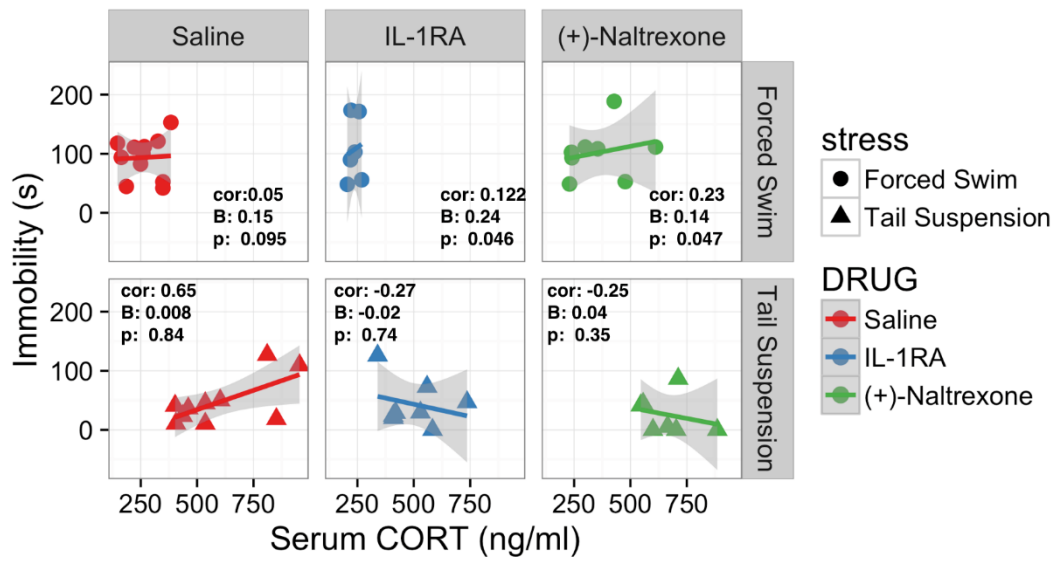 Saline
IL-1RA
(+)-Naltrexone
Immobility (s)
200
100
0
cor:0.05
B: 0.15
p: 0.095
cor: 0.122
B: 0.24
p: 0.046
cor: 0.23
B: 0.14
p: 0.047
Forced Swim
200
100
0
cor: 0.65
B: 0.008
p: 0.84
cor: -0.27
B: -0.02
p: 0.74
cor: -0.25
B: 0.04
p: 0.35
Tail Suspension
250 500 750
250 500 750
250 500 750
Serum CORT (ng/ml)
stress
Forced Swim
Tail Suspension
DRUG
Saline
IL-1RA
(+)-Naltrexone